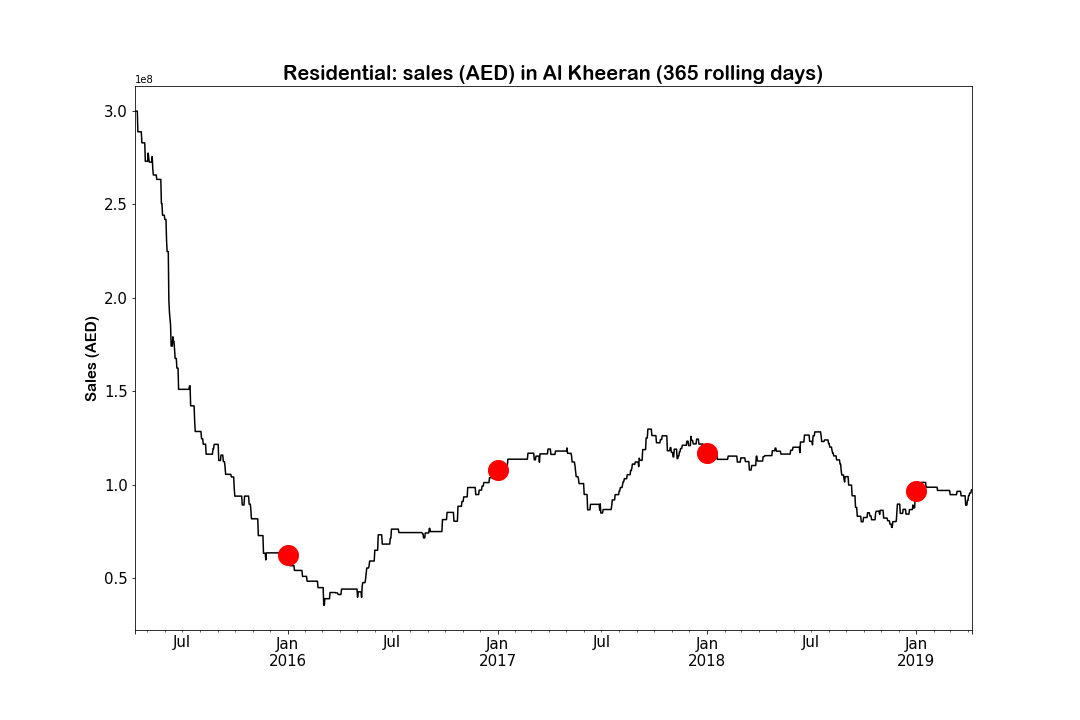 Residential: sales (AED) in Al Kheeran (365 rolling days)
1e8
3.0
2.5
2.0
1.5
1.0
0.5
Sales (AED)
Jul Jan Jul Jan Jul Jan Jul Jan
2016 2017 2018 2019